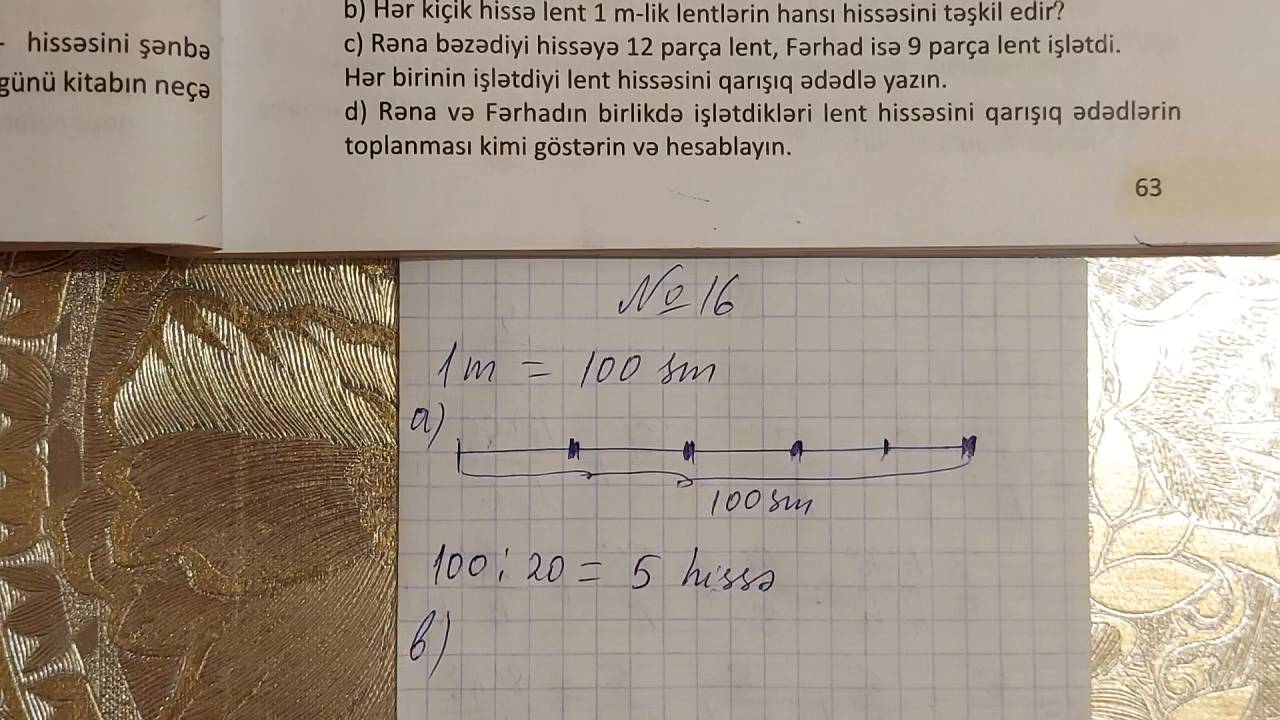 hissəsini şənbə
günü kitabın neçə
b) Hər kiçik hissə lent 1 m-lik lentlərin hansı hissəsini təşkil edir?
c) Rəna bəzədiyi hissəyə 12 parça lent, Fərhad isə 9 parça lent işlətdi.
Hər birinin işlətdiyi lent hissəsini qarışıq ədədlə yazın.
d) Rəna və Fərhadın birlikdə işlətdikləri lent hissəsini qarışıq ədədlərin
toplanması kimi göstərin və hesablayın.
63
№ 16
1m = 100 sm
a)
100 sm
100 : 20 = 5 hissə
b)